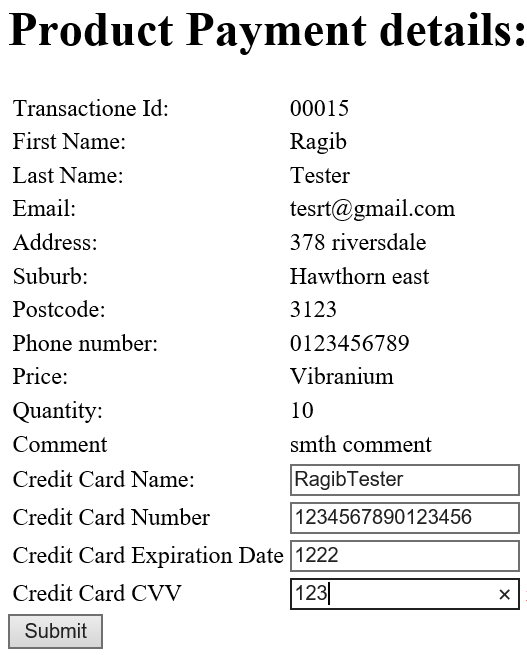 Product Payment details:
Transactione Id: 00015
First Name: Ragib
Last Name: Tester
Email: tesrt@gmail.com
Address: 378 riversdale
Suburb: Hawthorn east
Postcode: 3123
Phone number: 0123456789
Price: Vibranium
Quantity: 10
Comment smth comment
Credit Card Name: RagibTester
Credit Card Number 1234567890123456
Credit Card Expiration Date 1222
Credit Card CVV 123
Submit